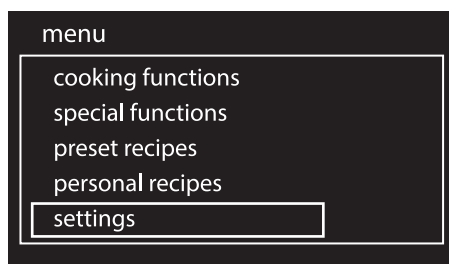 menu
cooking functions
special functions
preset recipes
personal recipes
settings